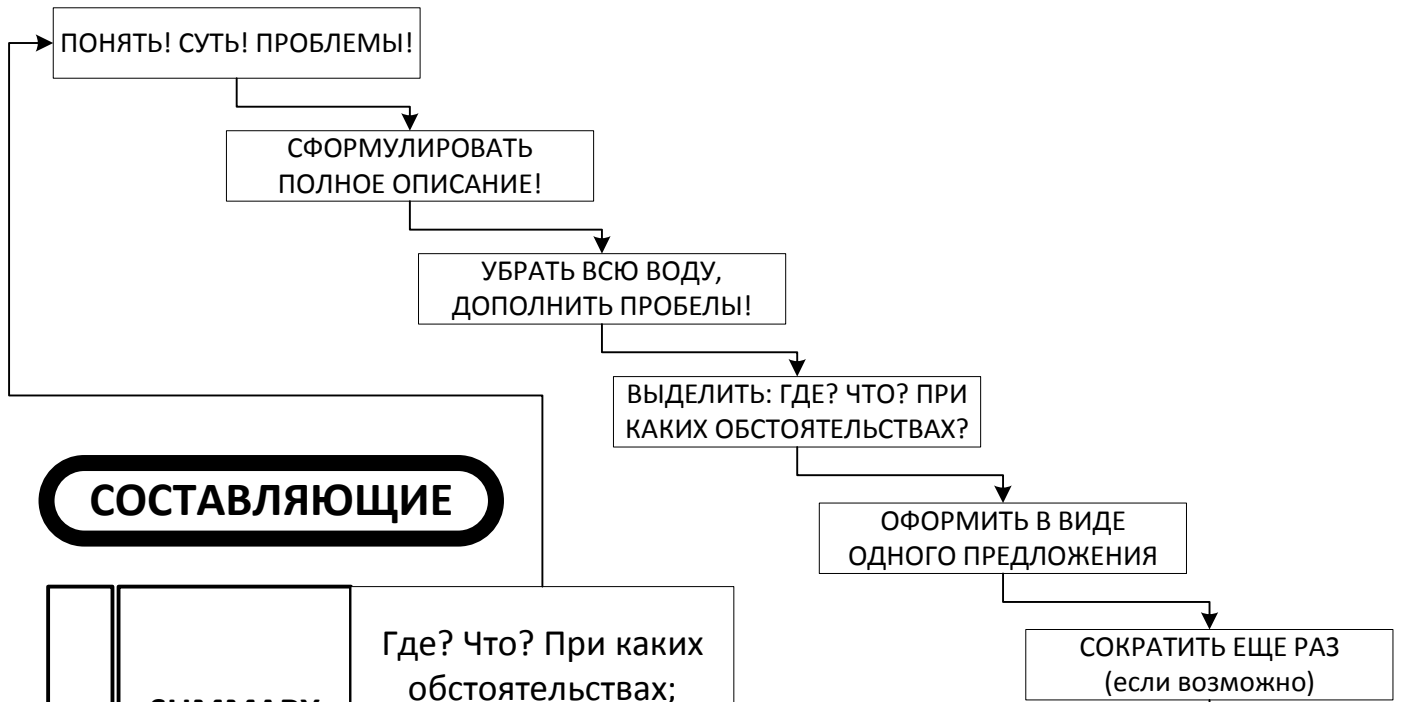 ПОНЯТЬ! СУТЬ! ПРОБЛЕМЫ!
СФОРМУЛИРОВАТЬ
ПОЛНОЕ ОПИСАНИЕ!
УБРАТЬ ВСЮ ВОДУ,
ДОПОЛНИТЬ ПРОБЕЛЫ!
ВЫДЕЛИТЬ: ГДЕ? ЧТО? ПРИ
КАКИХ ОБСТОЯТЕЛЬСТВАХ?
СОСТАВЛЯЮЩИЕ
ОФОРМИТЬ В ВИДЕ
ОДНОГО ПРЕДЛОЖЕНИЯ
Где? Что? При каких
обстоятельствах;
SUMMARY
СОКРАТИТЬ ЕЩЕ РАЗ
(если возможно)